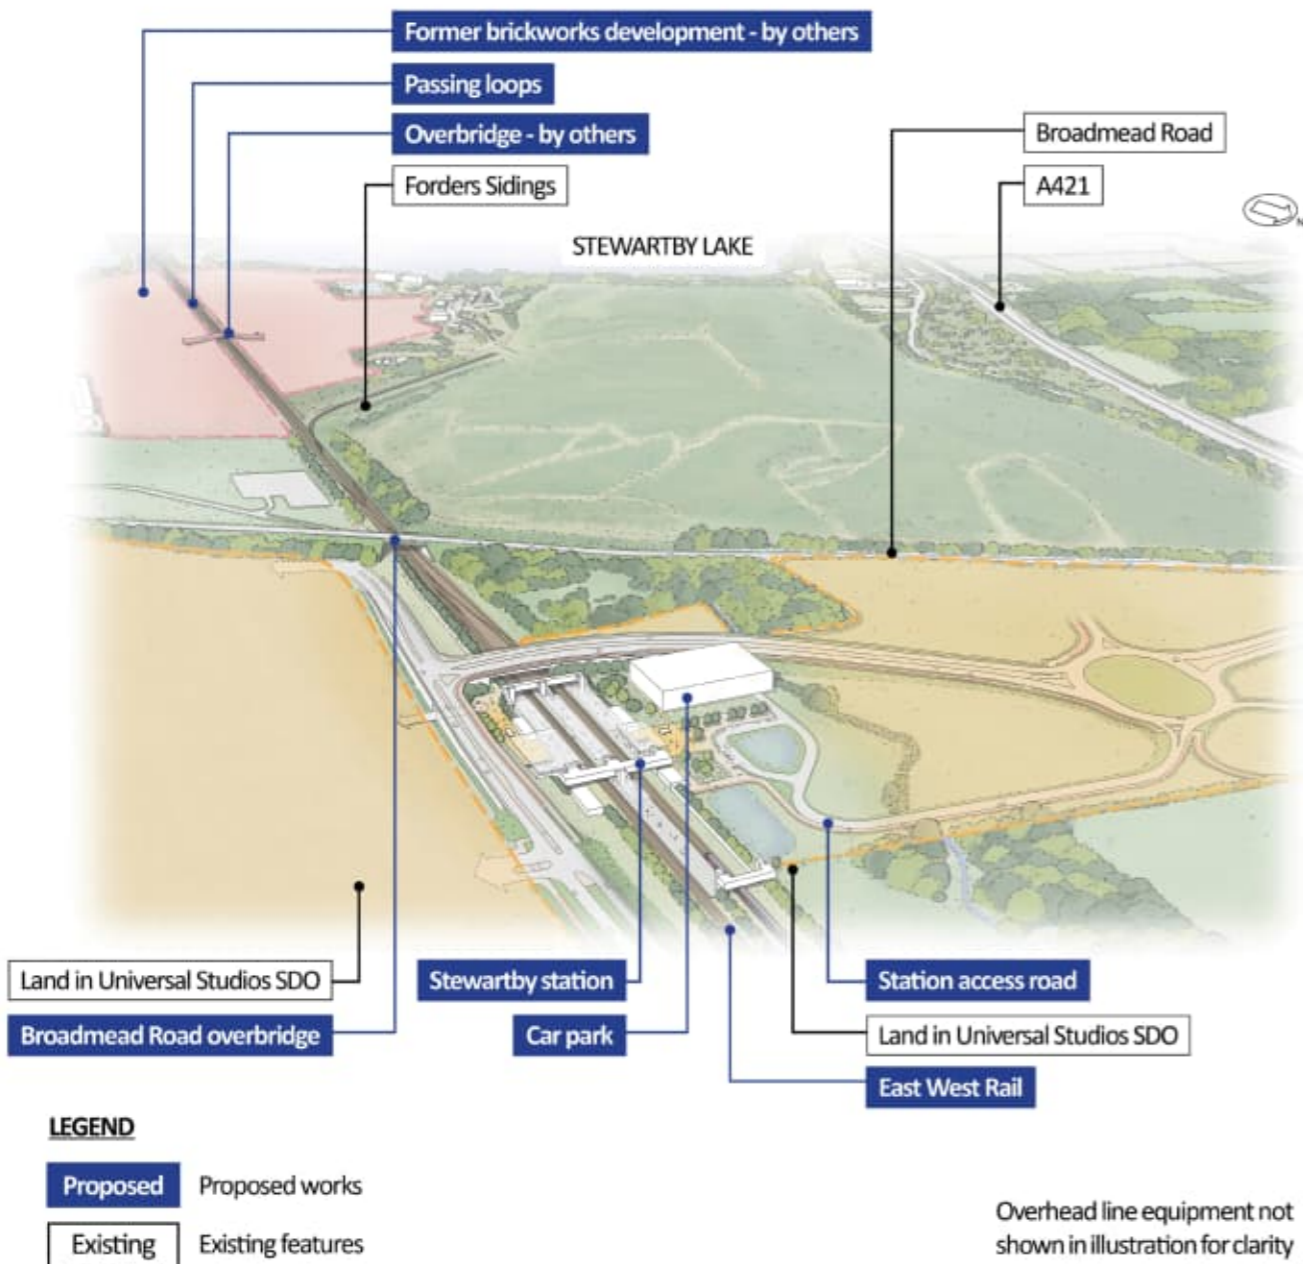 Former brickworks development - by others
Passing loops
Overbridge - by others
Forders Sidings
Broadmead Road
A421
N
STEWARTBY LAKE
Land in Universal Studios SDO
Broadmead Road overbridge
Stewartby station
Car park
Station access road
Land in Universal Studios SDO
East West Rail
LEGEND
Proposed Proposed works
Existing Existing features
Overhead line equipment not
shown in illustration for clarity